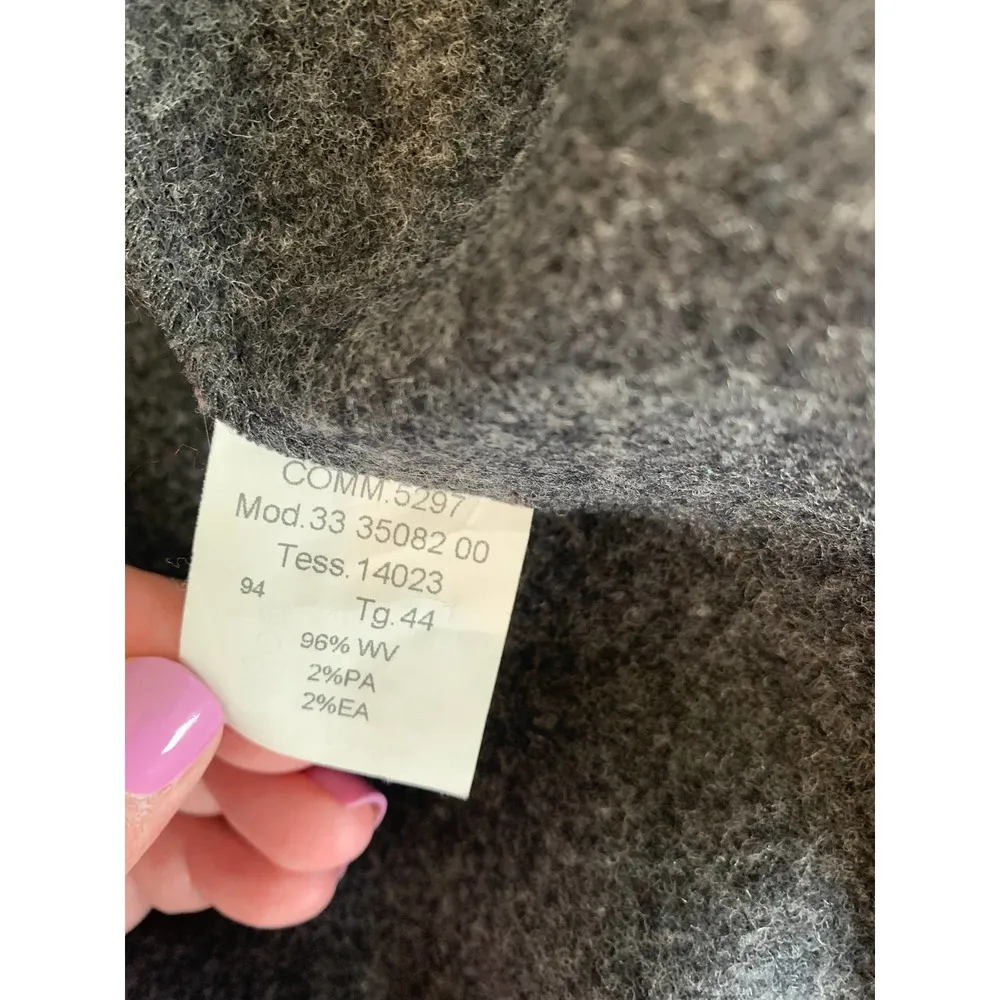 COMM.5297
Mod.33 35082 00
Tess.14023
94 Tg.44
96% WV
2%PA
2%EA